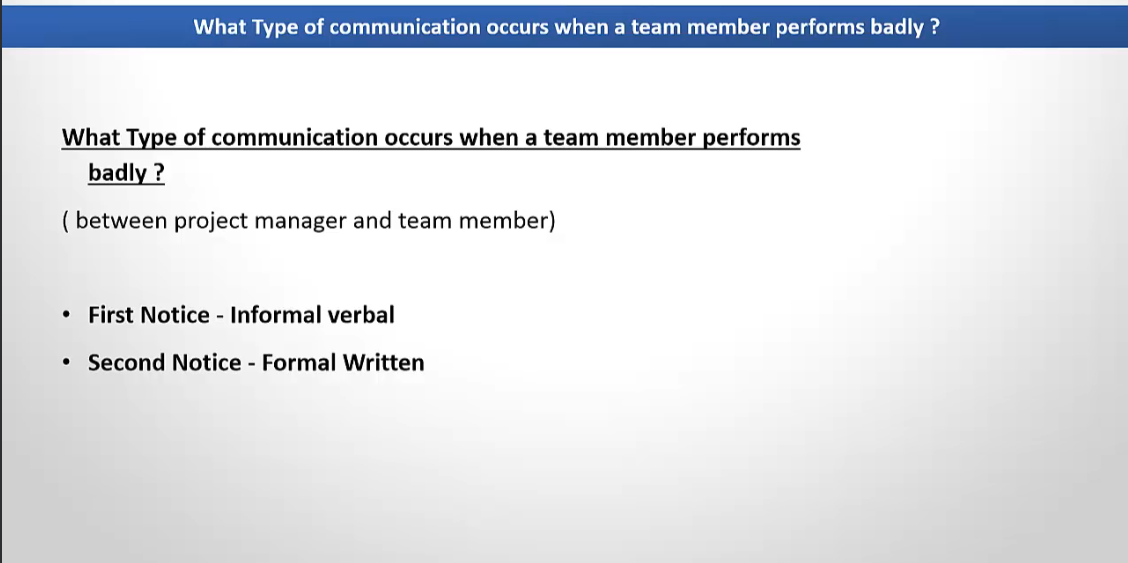 What Type of communication occurs when a team member performs badly ?
What Type of communication occurs when a team member performs
badly ?
( between project manager and team member)
• First Notice - Informal verbal
• Second Notice - Formal Written